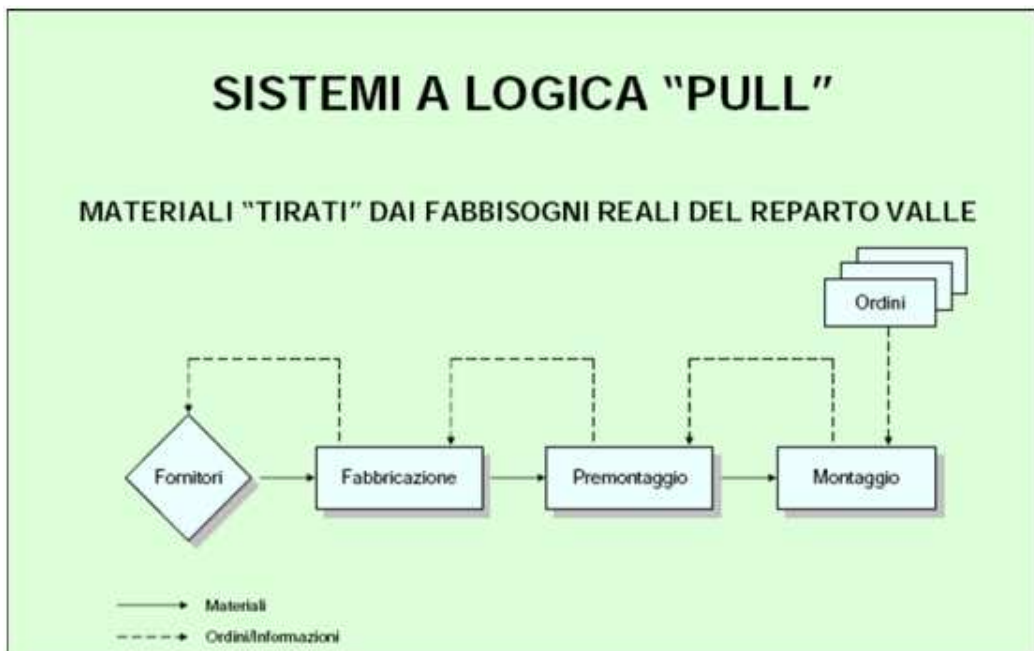 SISTEMI A LOGICA "PULL"
MATERIALI "TIRATI" DAI FABBISOGNI REALI DEL REPARTO VALLE
Ordini
Fornitori
Fabbricazione
Premontaggio
Montaggio
Materiali
Ordini/Informazioni